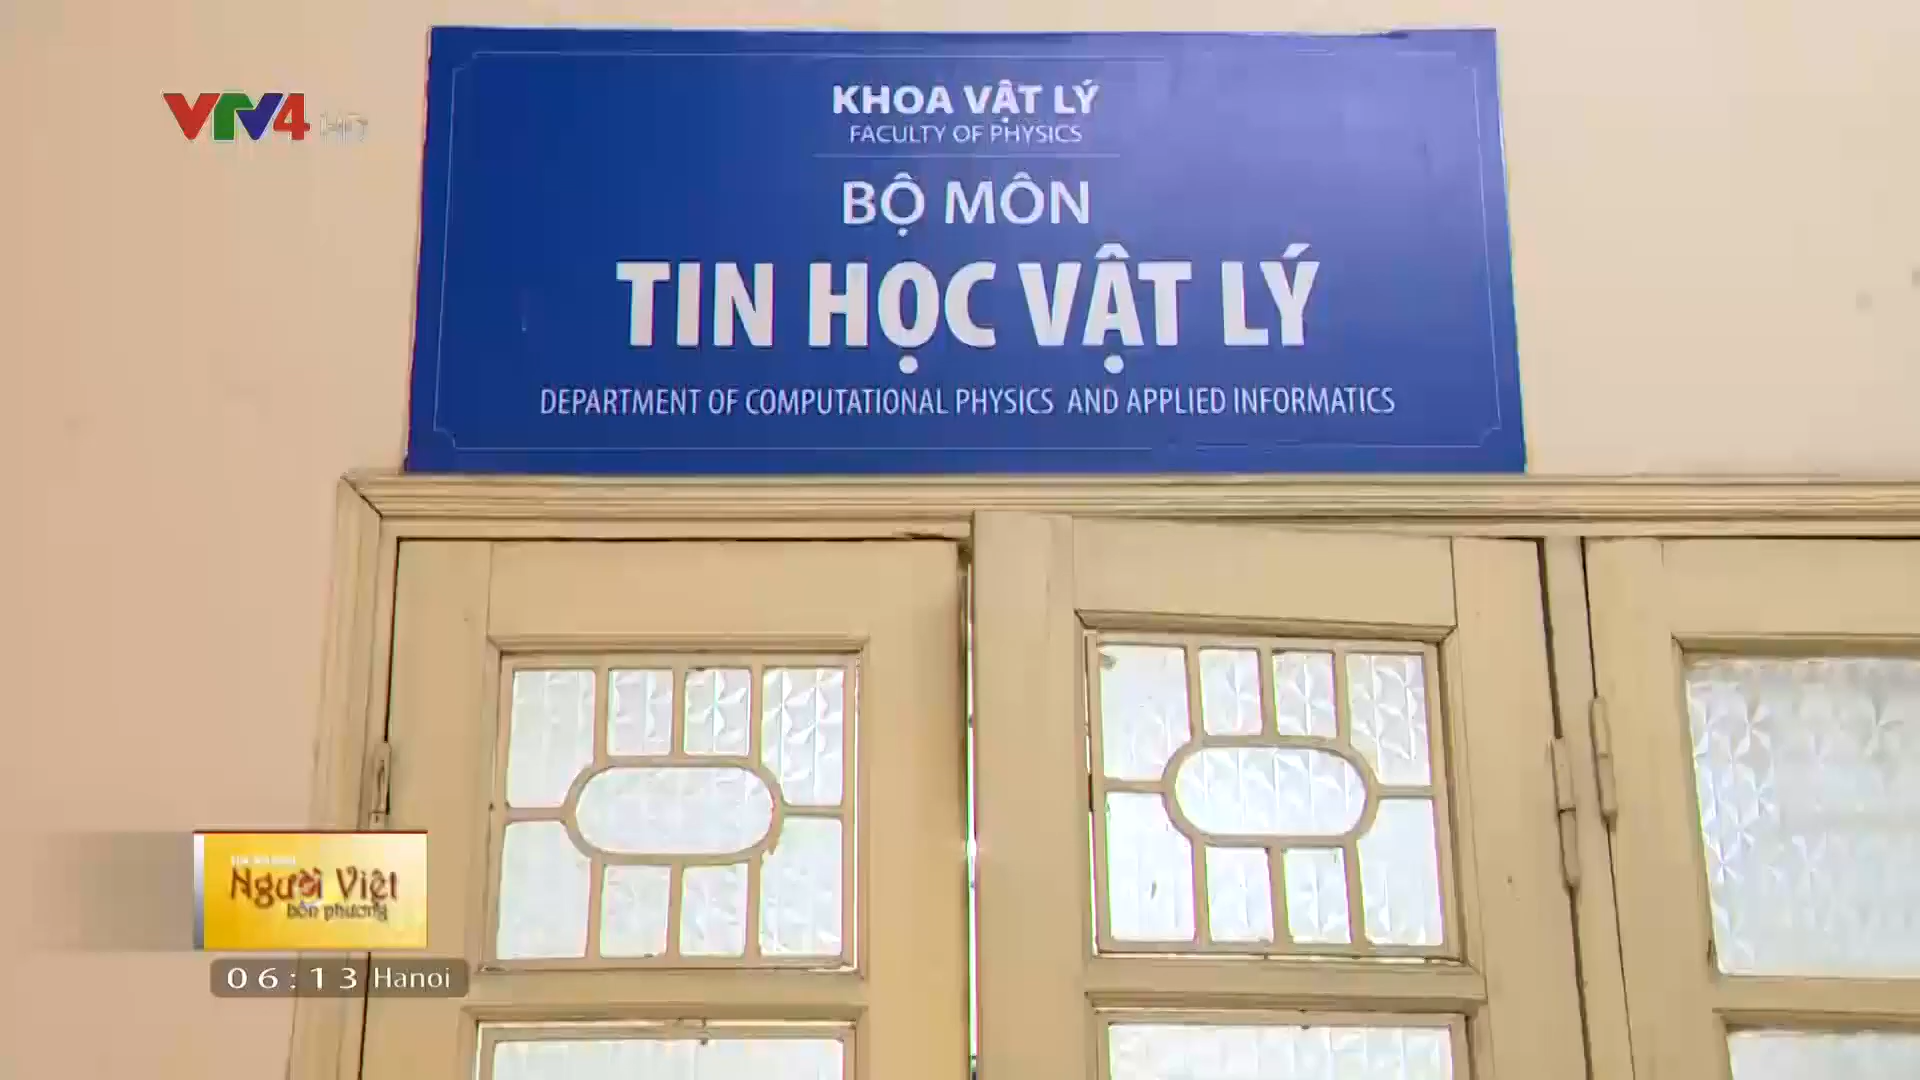 VTV4 HD
KHOA VẬT LÝ
FACULTY OF PHYSICS
BỘ MÔN
TIN HỌC VẬT LÝ
DEPARTMENT OF COMPUTATIONAL PHYSICS AND APPLIED INFORMATICS
Người Việt
bốn phương
06:13 Hanoi